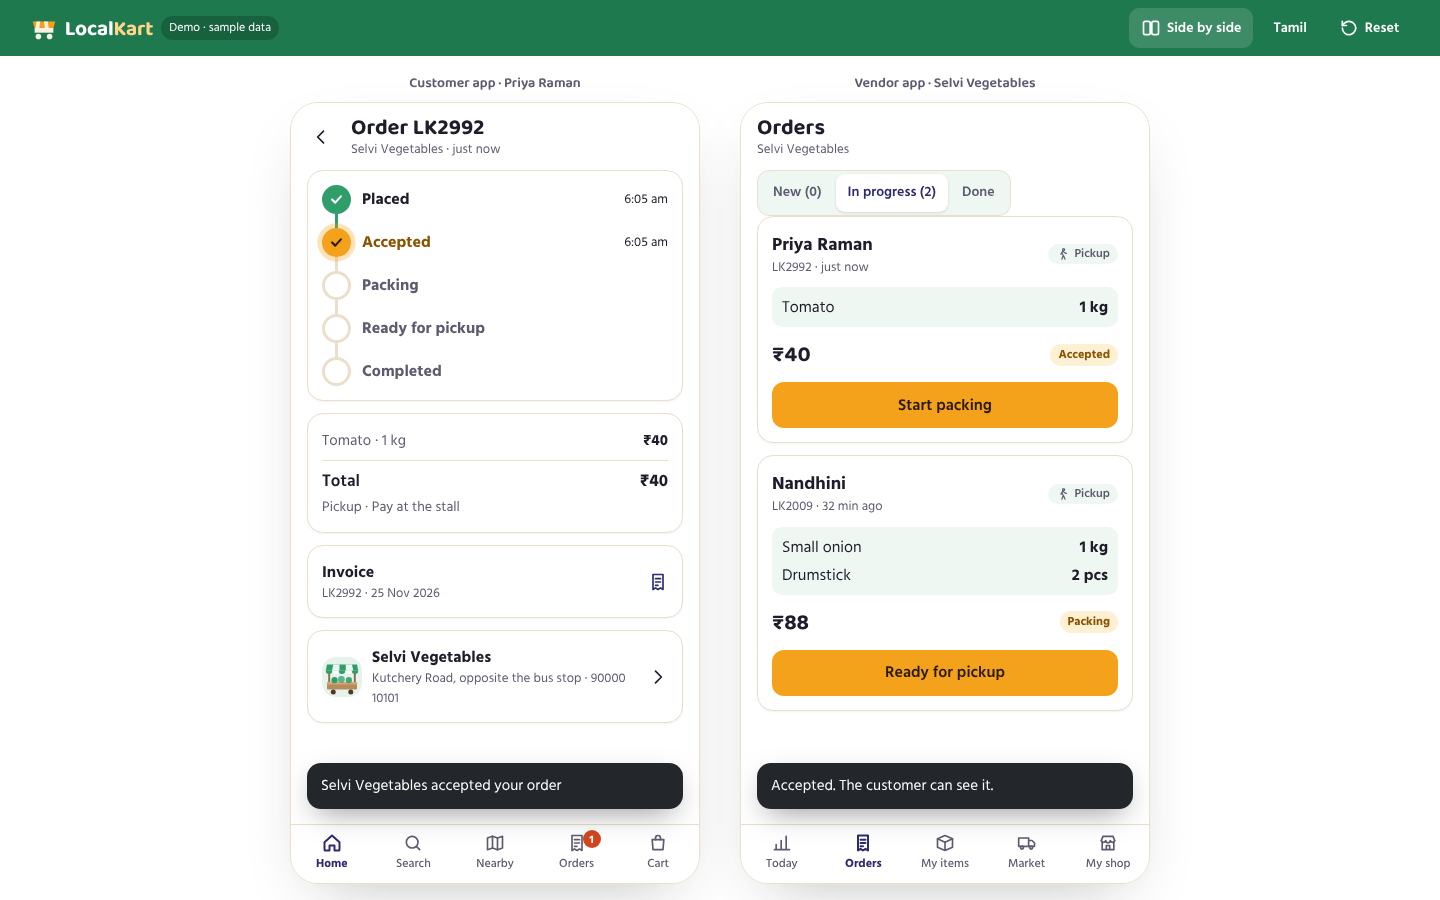 LocalKart
Demo · sample data
Side by side
Tamil
Reset
Customer app · Priya Raman
Order LK2992
Selvi Vegetables · just now
Placed 6:05 am
Accepted 6:05 am
Packing
Ready for pickup
Completed
Tomato · 1 kg ₹40
Total ₹40
Pickup · Pay at the stall
Invoice
LK2992 · 25 Nov 2026
Selvi Vegetables
Kutchery Road, opposite the bus stop · 90000
10101
Selvi Vegetables accepted your order
1
Home Search Nearby Orders Cart
Vendor app · Selvi Vegetables
Orders
Selvi Vegetables
New (0) In progress (2) Done
Priya Raman
LK2992 · just now
Pickup
Tomato 1 kg
₹40 Accepted
Start packing
Nandhini
LK2009 · 32 min ago
Pickup
Small onion 1 kg
Drumstick 2 pcs
₹88 Packing
Ready for pickup
Accepted. The customer can see it.
Today Orders My items Market My shop